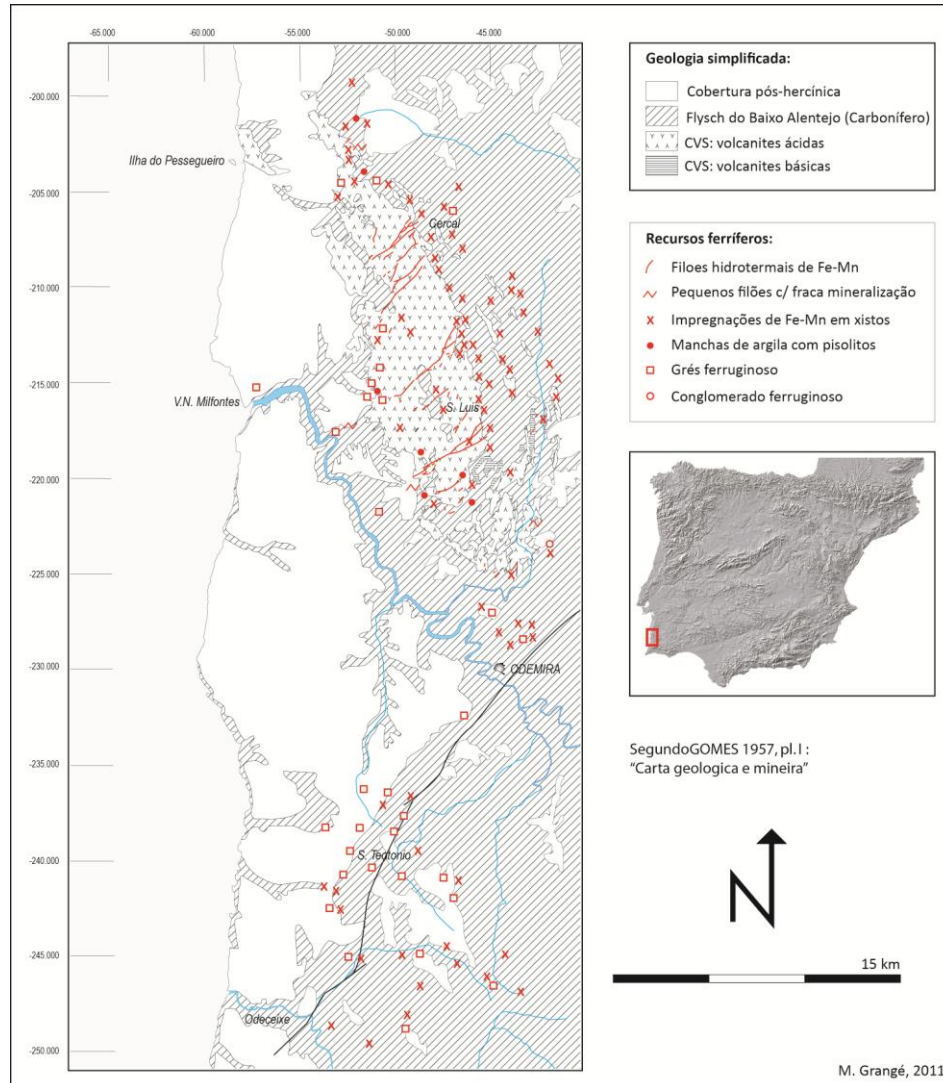 -65.000
-60.000
-55.000
-50.000
-45.000
-200.000
-205.000
-210.000
-215.000
-220.000
-225.000
-230.000
-235.000
-240.000
-245.000
-250.000
Ilha do Pessegueiro
Cercal
V.N. Milfontes
S. Luis
ODEMIRA
S. Teotonio
Odeceixe
Geologia simplificada:
Cobertura pós-hercínica
Flysch do Baixo Alentejo (Carbonífero)
CVS: volcanites ácidas
CVS: volcanites básicas
Recursos ferríferos:
Filoes hidrotermais de Fe-Mn
Pequenos filões c/ fraca mineralização
Impregnações de Fe-Mn em xistos
Manchas de argila com pisolitos
Grés ferruginoso
Conglomerado ferruginoso
SegundoGOMES 1957, pl.I :
"Carta geologica e mineira"
N
15 km
M. Grangé, 2011